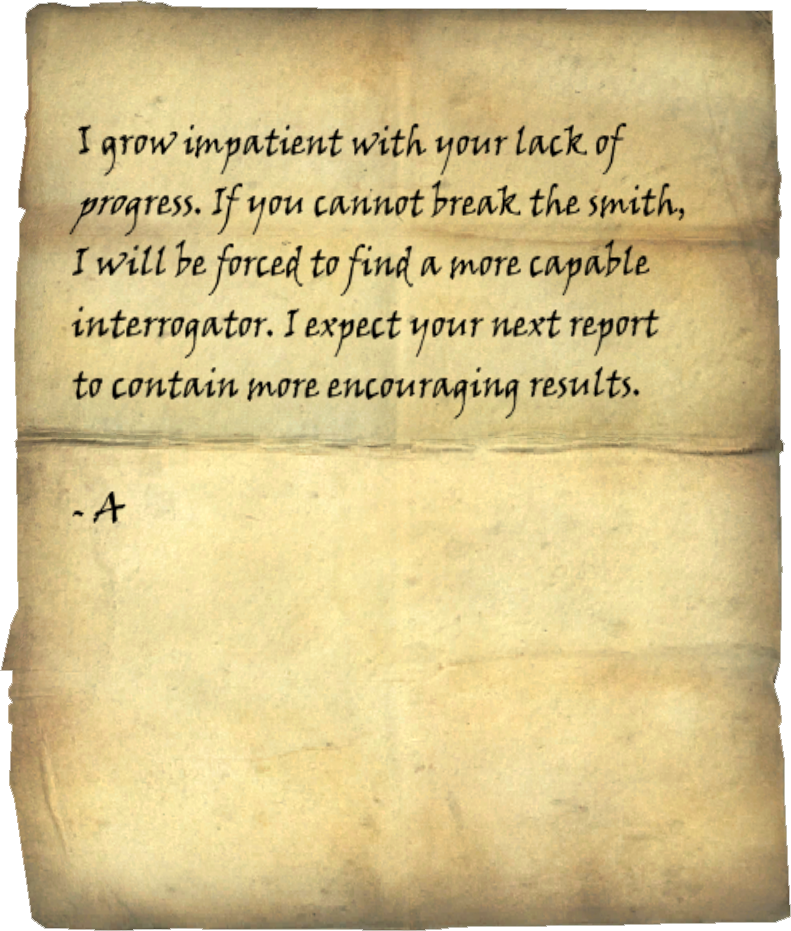 I grow impatient with your lack of
progress. If you cannot break the smith,
I will be forced to find a more capable
interrogator. I expect your next report
to contain more encouraging results.
- A